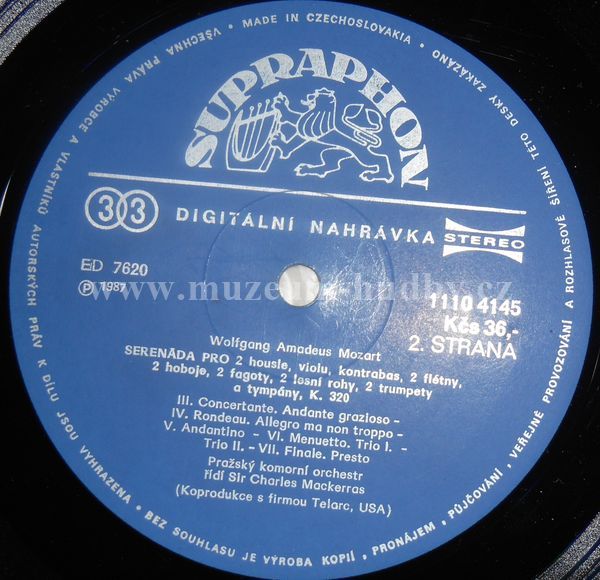 VŠECHNA PRÁVA VÝROBCE A VLASTNÍKŮ AUTORSKÝCH PRÁV K DÍLU JSOU VYHRAZENA • BEZ SOUHLASU JE VÝROBA KOPIÍ, PRONÁJEM, PŮJČOVÁNÍ, VEŘEJNÉ PROVOZOVÁNÍ A ROZHLASOVÉ ŠÍŘENÍ TÉTO DESKY ZAKÁZÁNO • MADE IN CZECHOSLOVAKIA •
SUPRAPHON
33 DIGITÁLNÍ NAHRÁVKA STEREO
ED 7620
Ⓟ 1987
1110 4145
Kčs 36,-
2. STRANA
www.muzeum-hudby.cz
Wolfgang Amadeus Mozart
SERENÁDA PRO 2 housle, violu, kontrabas, 2 flétny,
2 hoboje, 2 fagoty, 2 lesní rohy, 2 trumpety
a tympány, K. 320
III. Concertante. Andante grazioso -
IV. Rondeau. Allegro ma non troppo -
V. Andantino - VI. Menuetto. Trio I. -
Trio II. - VII. Finale. Presto
Pražský komorní orchestr
řídí Sir Charles Mackerras
(Koprodukce s firmou Telarc, USA)